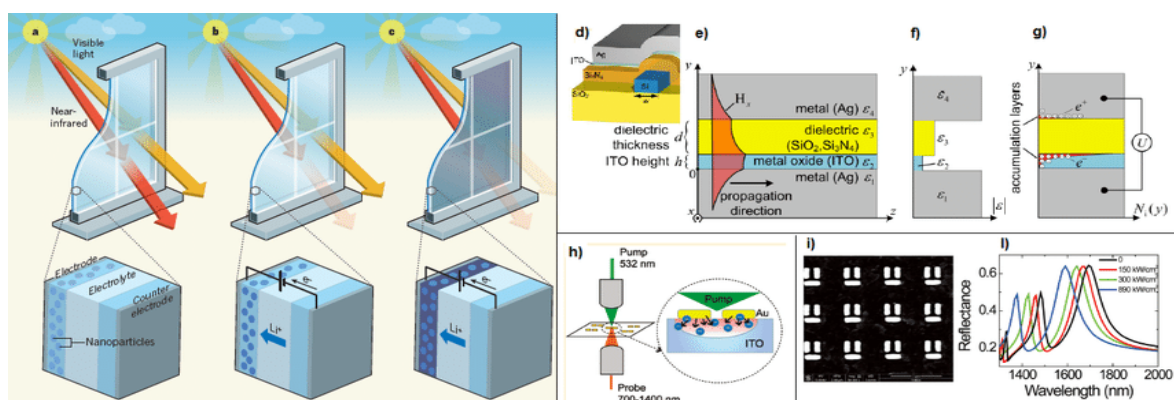 a
Visible
light
Near-
infrared
Electrode
Electrolyte
Counter
electrode
Nanoparticles
b
e-
Li+
c
e-
Li+
d)
Ag
ITO
Si₃N₄
SiO₂
Si
w
e)
y
Hₓ
metal (Ag) ε₄
dielectric
thickness
d
dielectric ε₃
(SiO₂,Si₃N₄)
ITO height
h
metal oxide (ITO) ε₂
0
metal (Ag) ε₁
propagation
direction
x
z
f)
y
ε₄
ε₃
ε₂
ε₁
|ε|
g)
y
accumulation layers
e⁺
e⁻
U
Nᵢ(y)
h)
Pump
532 nm
Pump
Au
ITO
Probe
700-1400 nm
i)
l)
0
150 kW/cm²
300 kW/cm²
890 kW/cm²
Reflectance
0.6
0.4
0.2
1400
1600
1800
2000
Wavelength (nm)